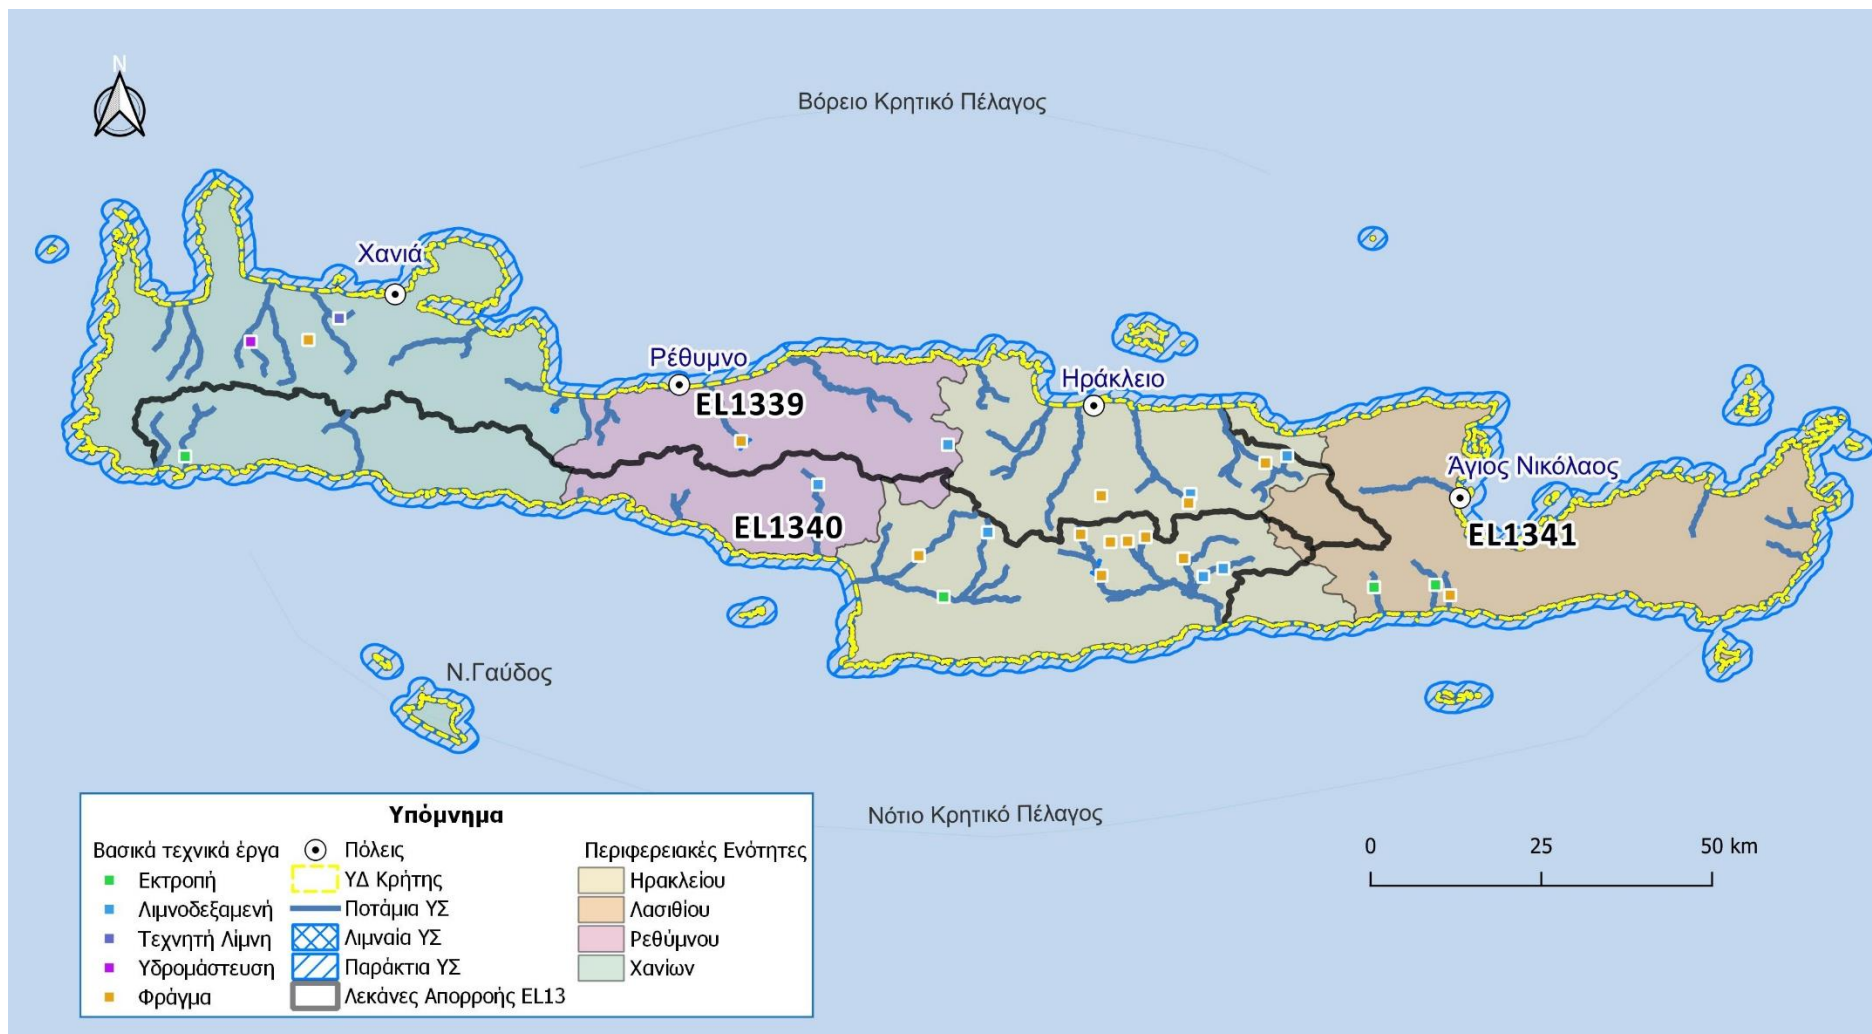 N
Βόρειο Κρητικό Πέλαγος
Χανιά
Ρέθυμνο
Ηράκλειο
EL1339
Άγιος Νικόλαος
EL1340
EL1341
Ν.Γαύδος
Νότιο Κρητικό Πέλαγος
Υπόμνημα
Βασικά τεχνικά έργα
Εκτροπή
Λιμνοδεξαμενή
Τεχνητή Λίμνη
Υδρομάστευση
Φράγμα
Πόλεις
ΥΔ Κρήτης
Ποτάμια ΥΣ
Λιμναία ΥΣ
Παράκτια ΥΣ
Λεκάνες Απορροής EL13
Περιφερειακές Ενότητες
Ηρακλείου
Λασιθίου
Ρεθύμνου
Χανίων
0 25 50 km